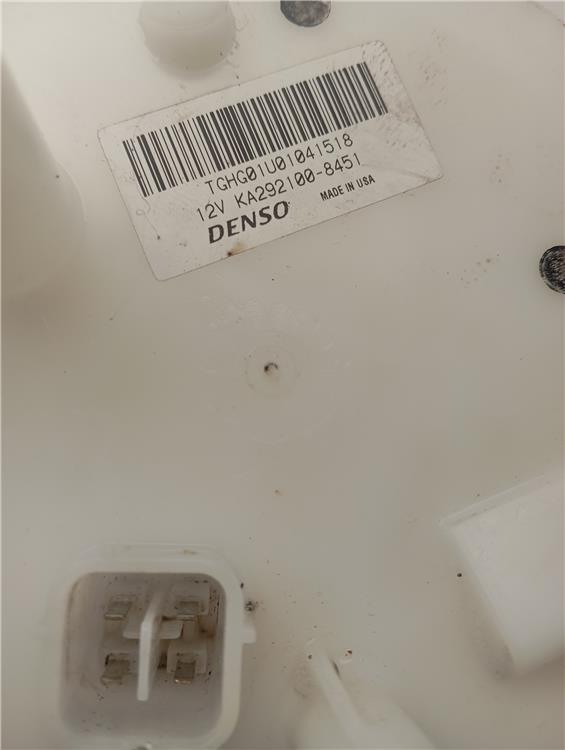 TGHG01U01041518
12V KA292100-8451
DENSO MADE IN USA